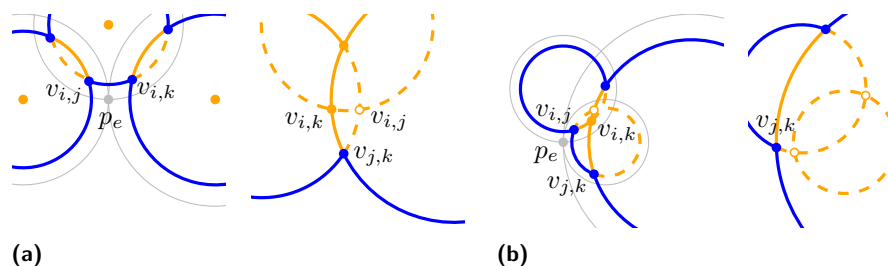 v_{i,j} v_{i,k} p_e
v_{i,k} v_{i,j} v_{j,k}
v_{i,j} v_{i,k} p_e v_{j,k}
v_{j,k}
(a) (b)